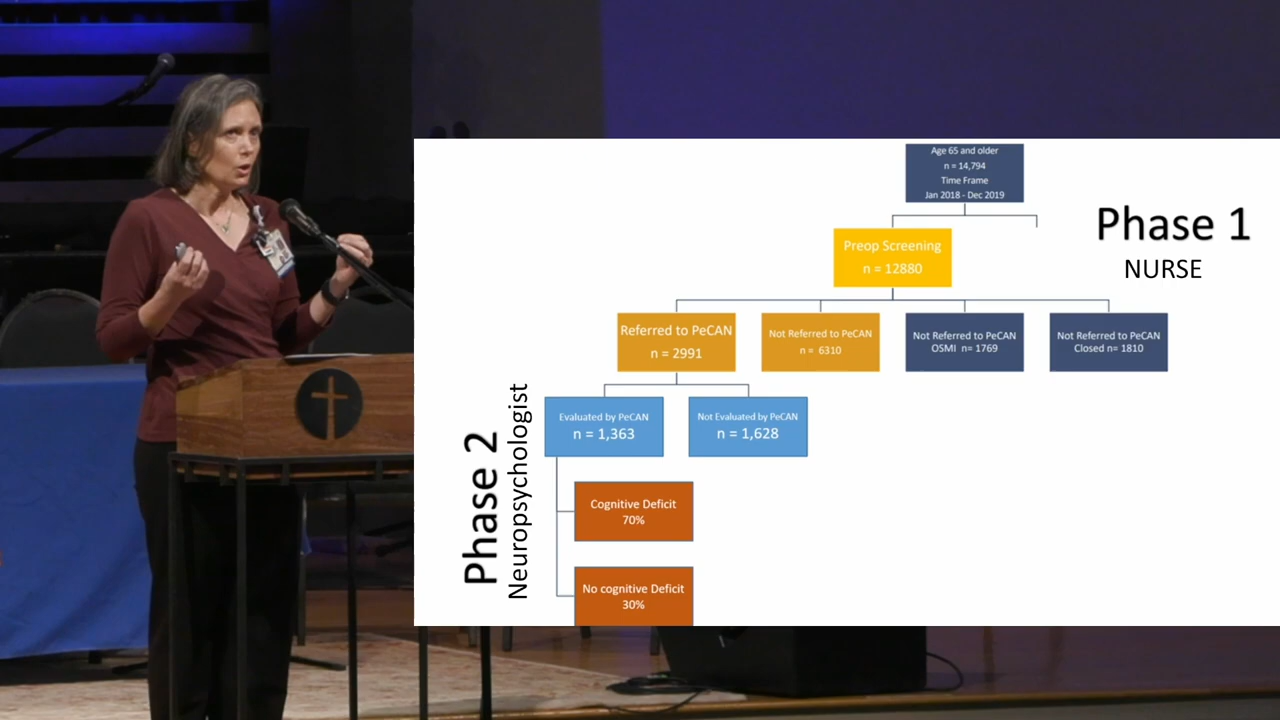 Age 65 and older
n = 14,794
Time Frame
Jan 2018 - Dec 2019
Phase 1
NURSE
Preop Screening
n = 12880
Referred to PeCAN
n = 2991
Not Referred to PeCAN
n = 6310
Not Referred to PeCAN
OSMI n= 1769
Not Referred to PeCAN
Closed n= 1810
Phase 2
Neuropsychologist
Evaluated by PeCAN
n = 1,363
Not Evaluated by PeCAN
n = 1,628
Cognitive Deficit
70%
No cognitive Deficit
30%